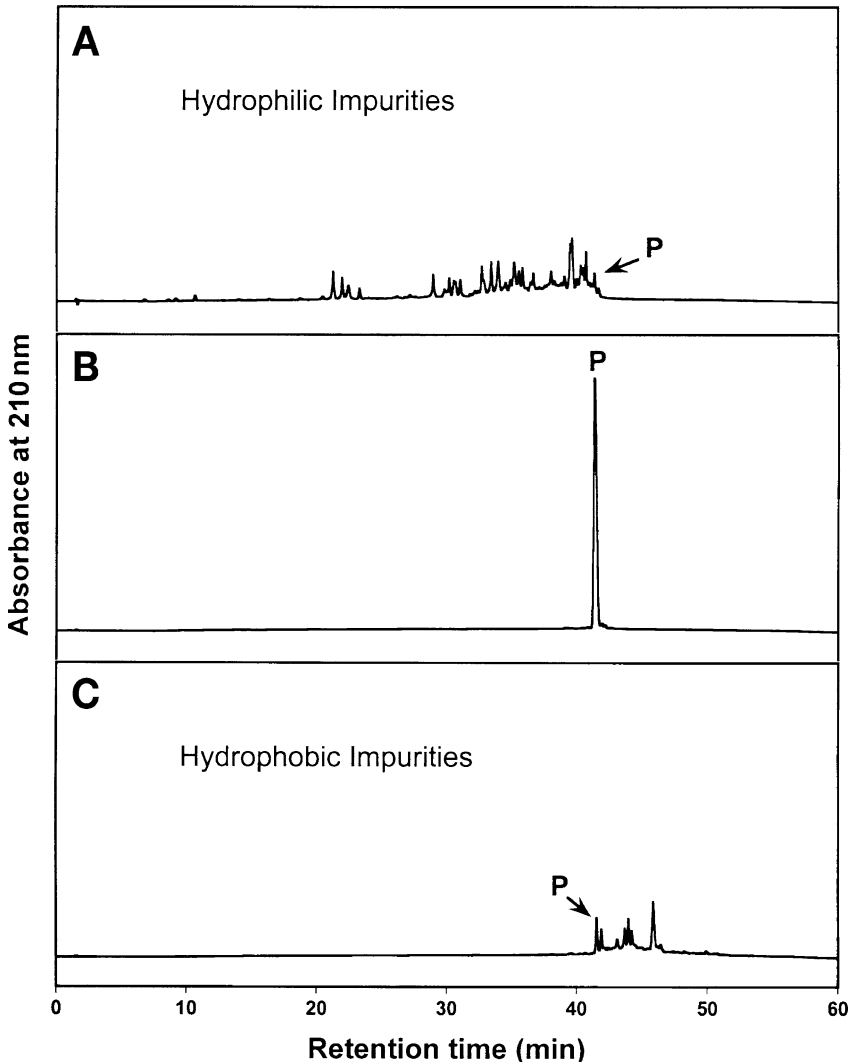 A
Hydrophilic Impurities
P
B
P
C
Hydrophobic Impurities
P
Absorbance at 210 nm
0 10 20 30 40 50 60
Retention time (min)